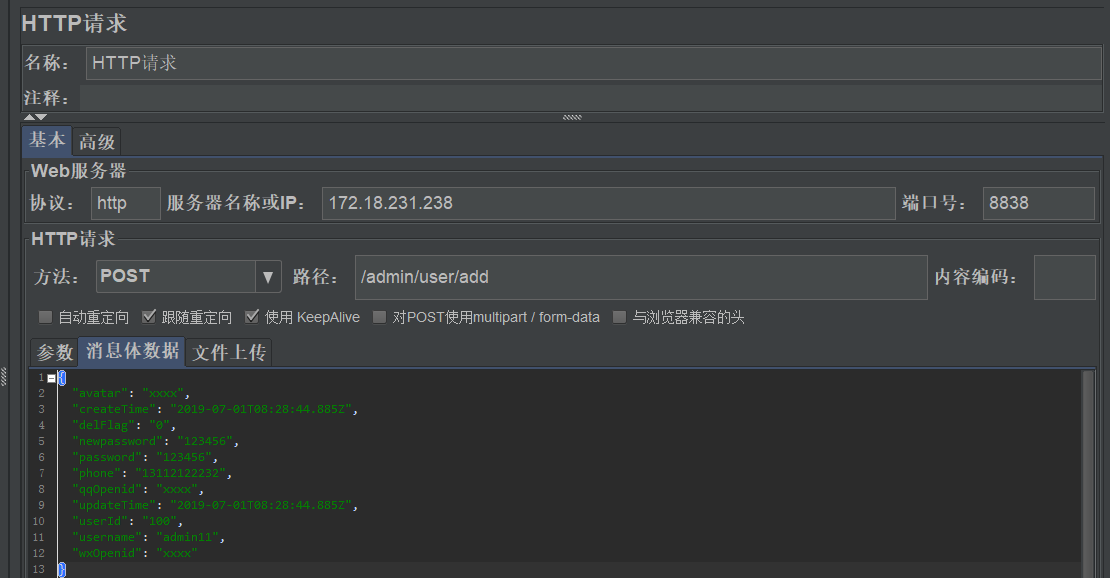 HTTP请求
名称： HTTP请求
注释：
基本 高级
Web服务器
协议： http 服务器名称或IP： 172.18.231.238 端口号： 8838
HTTP请求
方法： POST 路径： /admin/user/add 内容编码：
自动重定向 跟随重定向 使用 KeepAlive 对POST使用multipart / form-data 与浏览器兼容的头
参数 消息体数据 文件上传
1 {
2 "avatar": "xxxx",
3 "createTime": "2019-07-01T08:28:44.885Z",
4 "delFlag": "0",
5 "newpassword": "123456",
6 "password": "123456",
7 "phone": "13112122232",
8 "qqOpenid": "xxxx",
9 "updateTime": "2019-07-01T08:28:44.885Z",
10 "userId": "100",
11 "username": "admin11",
12 "wxOpenid": "xxxx"
13 }